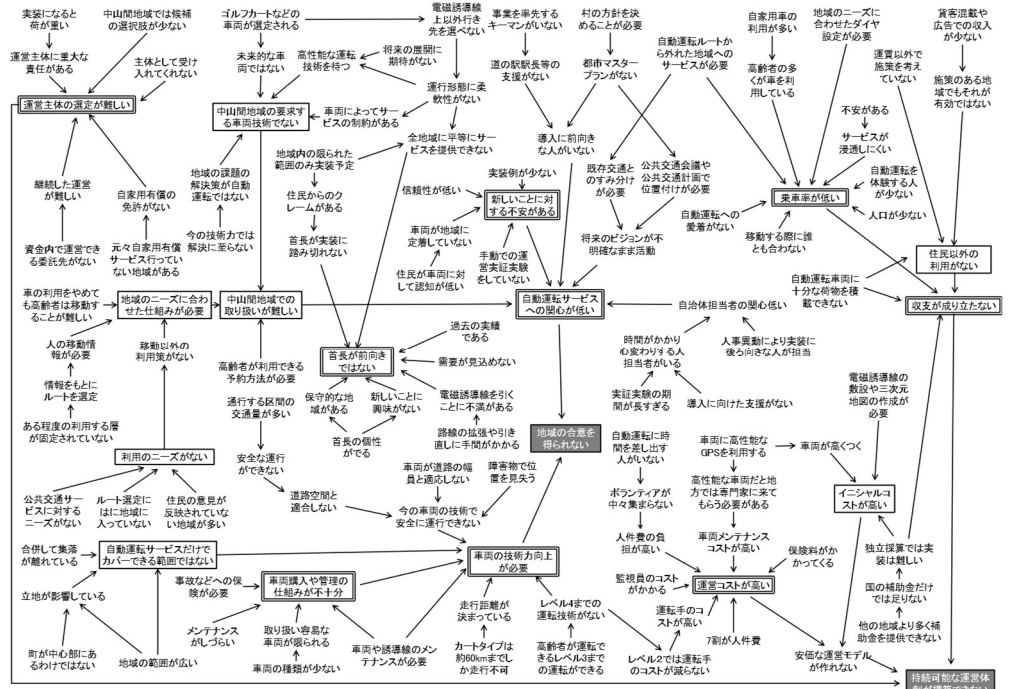 実装になると
荷が重い
運営主体に重大な
責任がある
中山間地域では候補
の選択肢が少ない
主体として受け
入れてくれない
運営主体の選定が難しい
継続した運営
が難しい
資金内で運営でき
る委託先がない
自家用有償の
免許がない
元々自家用有償
サービス行ってい
ない地域がある
ゴルフカートなどの
車両が選定される
未来的な車
両ではない
高性能な運転
技術を待つ
将来の展開に
期待がない
電磁誘導線
上以外行き
先を選べない
運行形態に柔
軟性がない
中山間地域の要求す
る車両技術でない
車両によってサー
ビスの制約がある
全地域に平等にサー
ビスを提供できない
地域の課題の
解決策が自動
運転ではない
今の技術力では
解決に至らない
地域内の限られた
範囲のみ実装予定
住民からのク
レームがある
首長が実装に
踏み切れない
事業を率先する
キーマンがいない
道の駅駅長等の
支援がない
村の方針を決
めることが必要
都市マスター
プランがない
導入に前向き
な人がいない
自動運転ルートから
から外れた地域への
サービスが必要
既存交通と
のすみ分け
が必要
公共交通会議や
公共交通計画で
位置付けが必要
将来のビジョンが不
明確なまま活動
実装例が少ない
信頼性が低い
新しいことに対
する不安がある
車両が地域に
定着していない
住民が車両に対
して認知が低い
手動での運
営実証実験
をしていない
自家用車の
利用が多い
高齢者の多
くが車を利
用している
地域のニーズに
合わせたダイヤ
設定が必要
運賃以外で
施策を考え
ていない
貨客混載や
広告での収入
が少ない
施策のある地
域でもそれが
有効ではない
不安がある
サービスが
浸透しにくい
自動運転を
体験する人
が少ない
人口が少ない
乗車率が低い
自動運転への
愛着がない
移動する際に誰
とも合わない
住民以外の
利用がない
自動運転車両に
十分な荷物を積
載できない
収支が成り立たない
車の利用をやめて
も高齢者は移動す
ることが難しい
地域のニーズに合わ
せた仕組みが必要
中山間地域での
取り扱いが難しい
自動運転サービス
への関心が低い
自治体担当者の関心低い
人の移動情
報が必要
情報をもとに
ルートを選定
ある程度の利用する層
が固定されていない
移動以外の
利用策がない
高齢者が利用できる
予約方法が必要
通行する区間の
交通量が多い
安全な運行
ができない
道路空間と
適合しない
首長が前向き
ではない
過去の実績
である
需要が見込めない
保守的な地
域がある
新しいことに
興味がない
首長の個性
がでる
電磁誘導線を引く
ことに不満がある
路線の拡張や引き
直しに手間がかかる
時間がかかり
心変わりする人
担当者がいる
人事異動により実装に
後ろ向きな人が担当
実証実験の期
間が長すぎる
導入に向けた支援がない
地域の合意を
得られない
利用のニーズがない
公共交通サー
ビスに対する
ニーズがない
ルート選定に
はに地域に
入っていない
住民の意見が
反映されてい
ない地域が多い
車両が道路の幅
員と適応しない
障害物で位
置を見失う
今の車両の技術で
安全に運行できない
自動運転に時
間を差し出す
人がいない
ボランティアが
中々集まらない
人件費の負
担が高い
車両に高性能な
GPSを利用する
高性能な車両だと地
方では専門家に来て
もらう必要がある
車両メンテナンス
コストが高い
車両が高くつく
電磁誘導線の
敷設や三次元
地図の作成が
必要
イニシャルコ
ストが高い
保険料がか
かってくる
独立採算では実
装は難しい
国の補助金だけ
では足りない
他の地域より多く補
助金を提供できない
合併して集落
が離れている
自動運転サービスだけで
カバーできる範囲ではない
立地が影響している
町が中心部にあ
るわけではない
地域の範囲が広い
事故などへの保
険が必要
車両購入や管理の
仕組みが不十分
メンテナンス
がしづらい
取り扱い容易な
車両が限られる
車両の種類が少ない
車両や誘導線のメン
テナンスが必要
車両の技術力向上
が必要
走行距離が
決まっている
カートタイプは
約60kmまでし
か走行不可
レベル4までの
運転技術がない
高齢者が運転で
きるレベル3まで
の運転ができる
監視員のコスト
がかかる
運営コストが高い
運転手のコ
ストが高い
レベル2では運転手
のコストが減らない
7割が人件費
安価な運営モデル
が作れない
持続可能な運営体
制が構築できない